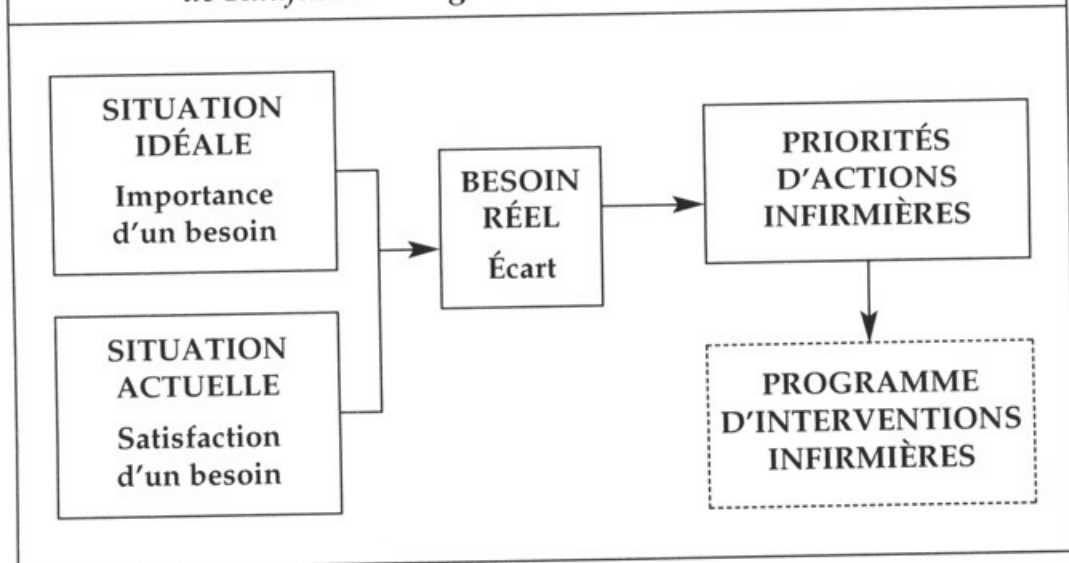 SITUATION
IDÉALE
Importance
d'un besoin
SITUATION
ACTUELLE
Satisfaction
d'un besoin
BESOIN
RÉEL
Écart
PRIORITÉS
D'ACTIONS
INFIRMIÈRES
PROGRAMME
D'INTERVENTIONS
INFIRMIÈRES